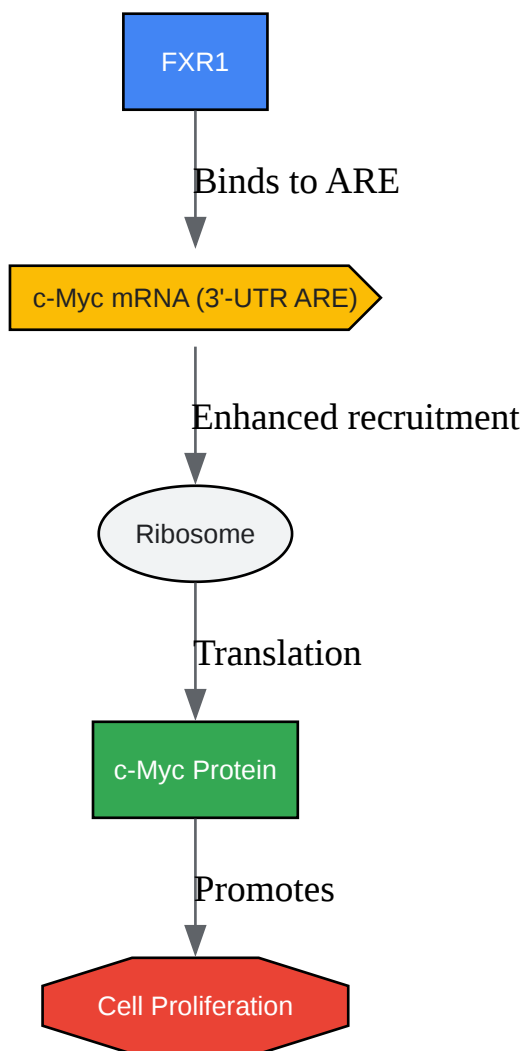 FXR1
Binds to ARE
c-Myc mRNA (3'-UTR ARE)
Enhanced recruitment
Ribosome
Translation
c-Myc Protein
Promotes
Cell Proliferation